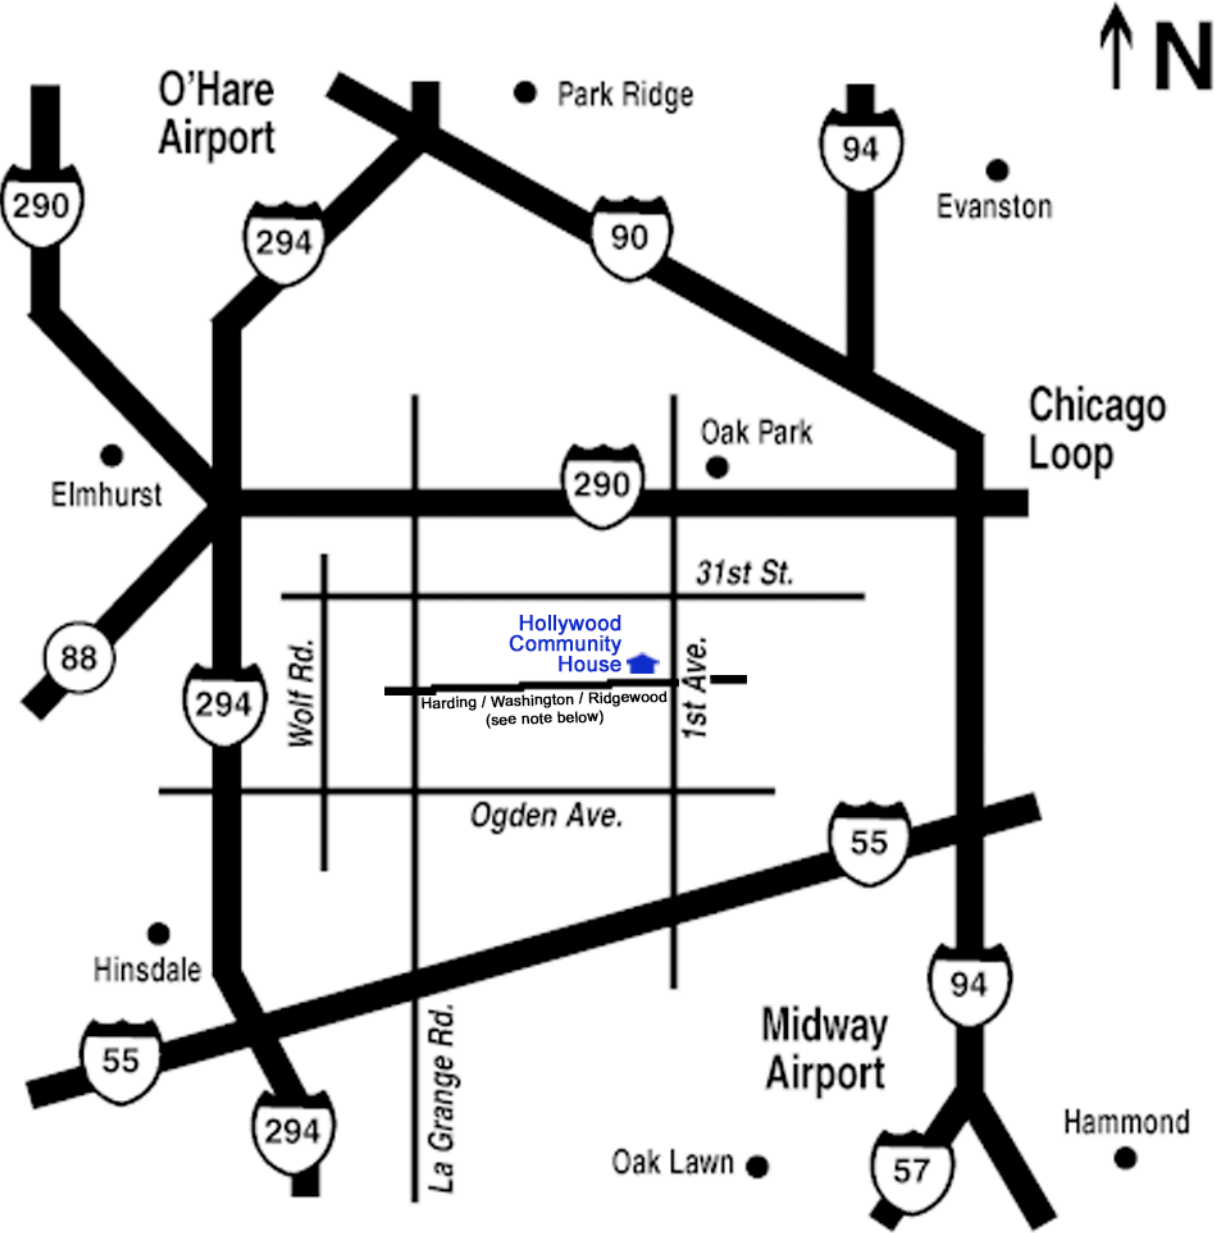 N
O'Hare
Airport
Park Ridge
94
290
Evanston
294
90
Chicago
Loop
Oak Park
Elmhurst
290
31st St.
Hollywood
Community
House
88
294
Wolf Rd.
1st Ave.
Harding / Washington / Ridgewood
(see note below)
Ogden Ave.
55
Hinsdale
94
55
Midway
Airport
La Grange Rd.
294
Hammond
Oak Lawn
57